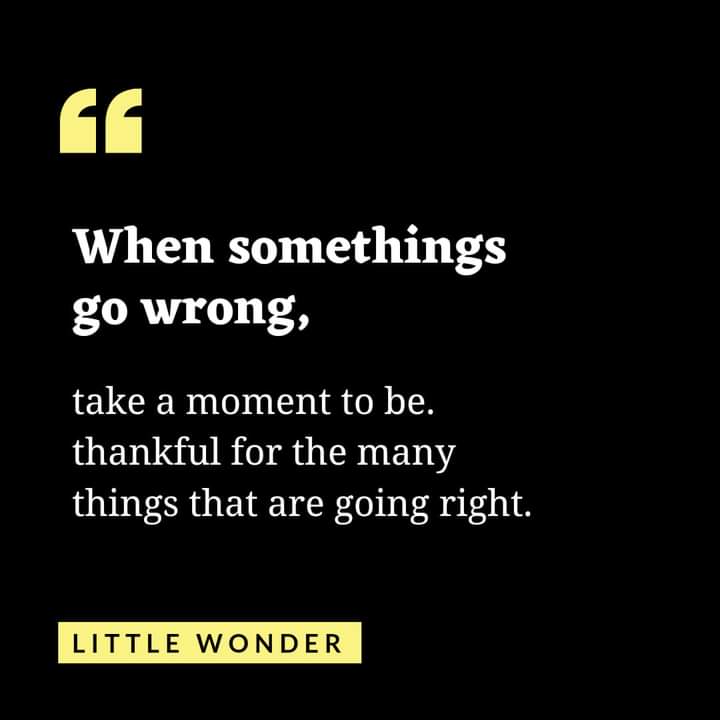 “
When somethings
go wrong,
take a moment to be.
thankful for the many
things that are going right.
LITTLE WONDER